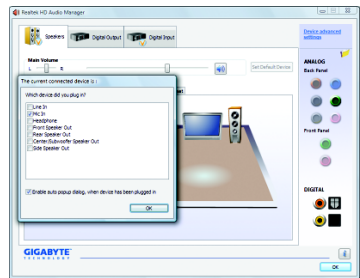 Realtek HD Audio Manager
Speakers
Digital Output
Digital Input
Device advanced settings
Main Volume
L
R
Set Default Device
ANALOG
Back Panel
The current connected device is :
Which device did you plug in?
Line In
Mic In
Headphone
Front Speaker Out
Rear Speaker Out
Center/Subwoofer Speaker Out
Side Speaker Out
Enable auto popup dialog, when device has been plugged in
OK
Front Panel
DIGITAL
GIGABYTE
TECHNOLOGY
OK